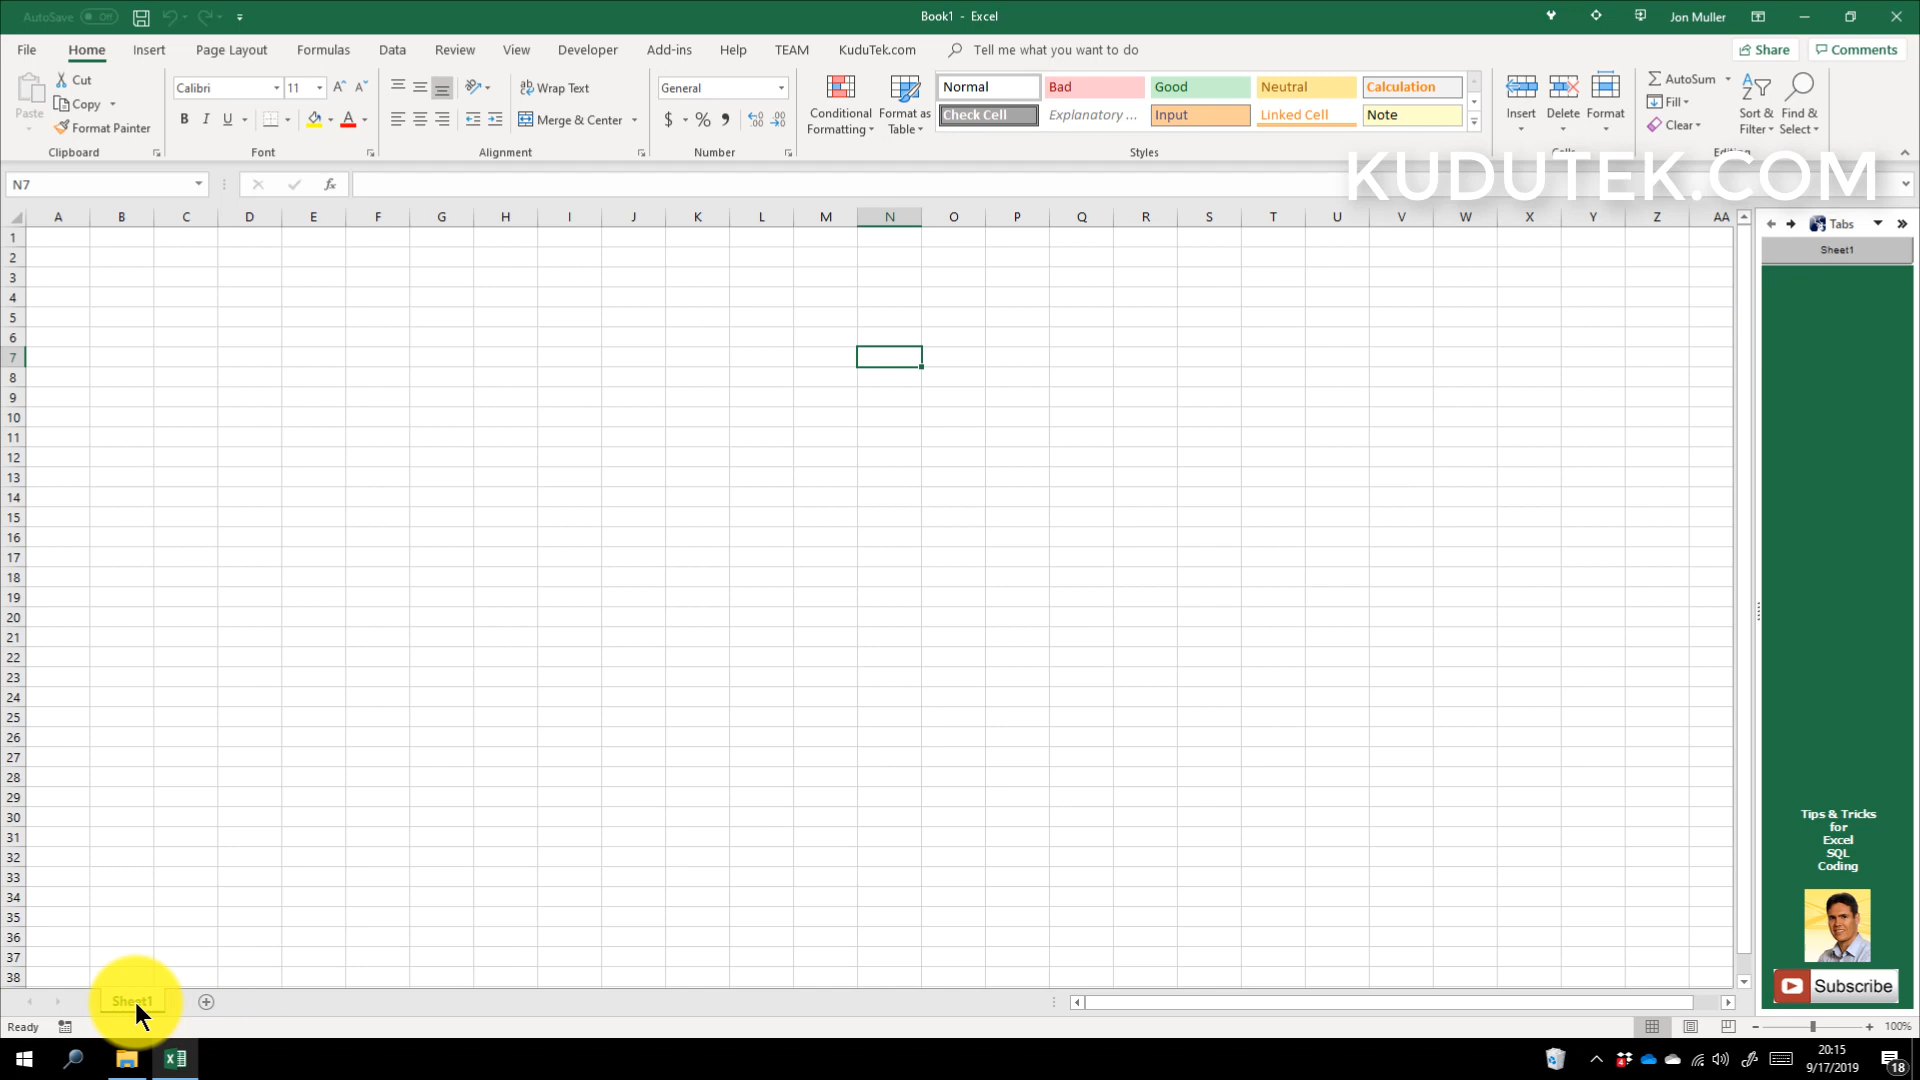 AutoSave Off
Book1 - Excel
Jon Muller
File Home Insert Page Layout Formulas Data Review View Developer Add-ins Help TEAM KuduTek.com Tell me what you want to do Share Comments
Paste
Cut
Copy
Format Painter
Clipboard
Calibri 11
B I U A
Font
Wrap Text
Merge & Center
Alignment
General
$ %
Number
Conditional Formatting
Format as Table
Normal Bad Good Neutral Calculation
Check Cell Explanatory ... Input Linked Cell Note
Styles
Insert Delete Format
Cells
AutoSum
Fill
Clear
Sort & Filter
Find & Select
KUDUTEK.COM
N7
fx
A B C D E F G H I J K L M N O P Q R S T U V W X Y Z AA
1
2
3
4
5
6
7
8
9
10
11
12
13
14
15
16
17
18
19
20
21
22
23
24
25
26
27
28
29
30
31
32
33
34
35
36
37
38
Tabs
Sheet1
Tips & Tricks
for
Excel
SQL
Coding
Subscribe
Sheet1
Ready
100%
20:15
9/17/2019
18